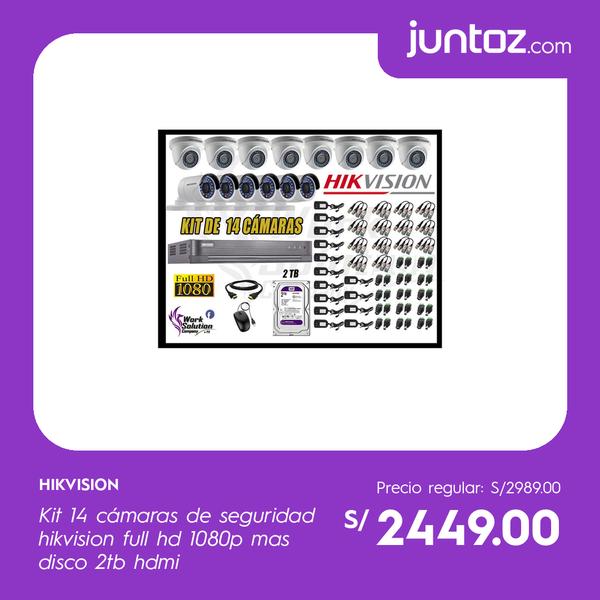 juntoz.com
HIKVISION
KIT DE 14 CÁMARAS
Full HD
1080
2 TB
Work
Solution
Company
HIKVISION
Precio regular: S/2989.00
Kit 14 cámaras de seguridad
hikvision full hd 1080p mas
disco 2tb hdmi
S/ 2449.00